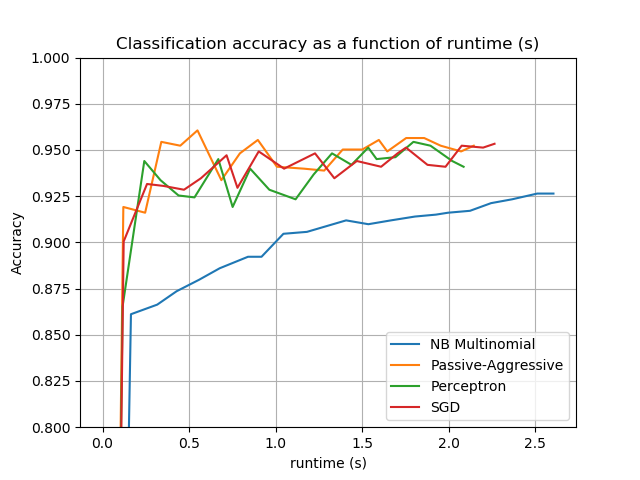 Classification accuracy as a function of runtime (s)
1.000
0.975
0.950
0.925
0.900
0.875
0.850
0.825
0.800
Accuracy
NB Multinomial
Passive-Aggressive
Perceptron
SGD
0.0 0.5 1.0 1.5 2.0 2.5
runtime (s)